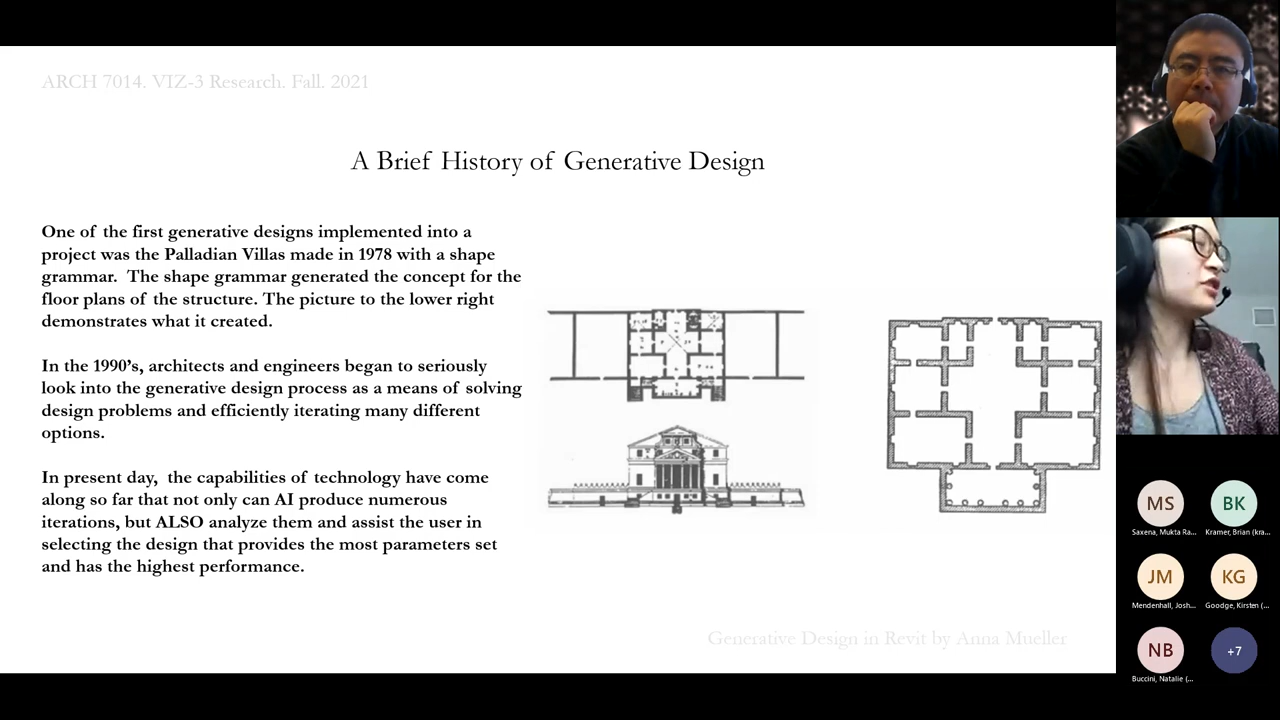 ARCH 7014. VIZ-3 Research. Fall. 2021
A Brief History of Generative Design
One of the first generative designs implemented into a
project was the Palladian Villas made in 1978 with a shape
grammar. The shape grammar generated the concept for the
floor plans of the structure. The picture to the lower right
demonstrates what it created.
In the 1990’s, architects and engineers began to seriously
look into the generative design process as a means of solving
design problems and efficiently iterating many different
options.
In present day, the capabilities of technology have come
along so far that not only can AI produce numerous
iterations, but ALSO analyze them and assist the user in
selecting the design that provides the most parameters set
and has the highest performance.
Generative Design in Revit by Anna Mueller
MS
BK
Saxena, Mukta Ra...
Kramer, Brian (kra...
JM
KG
Mendenhall, Josh...
Goodge, Kirsten (...
NB
+7
Buccini, Natalie (...